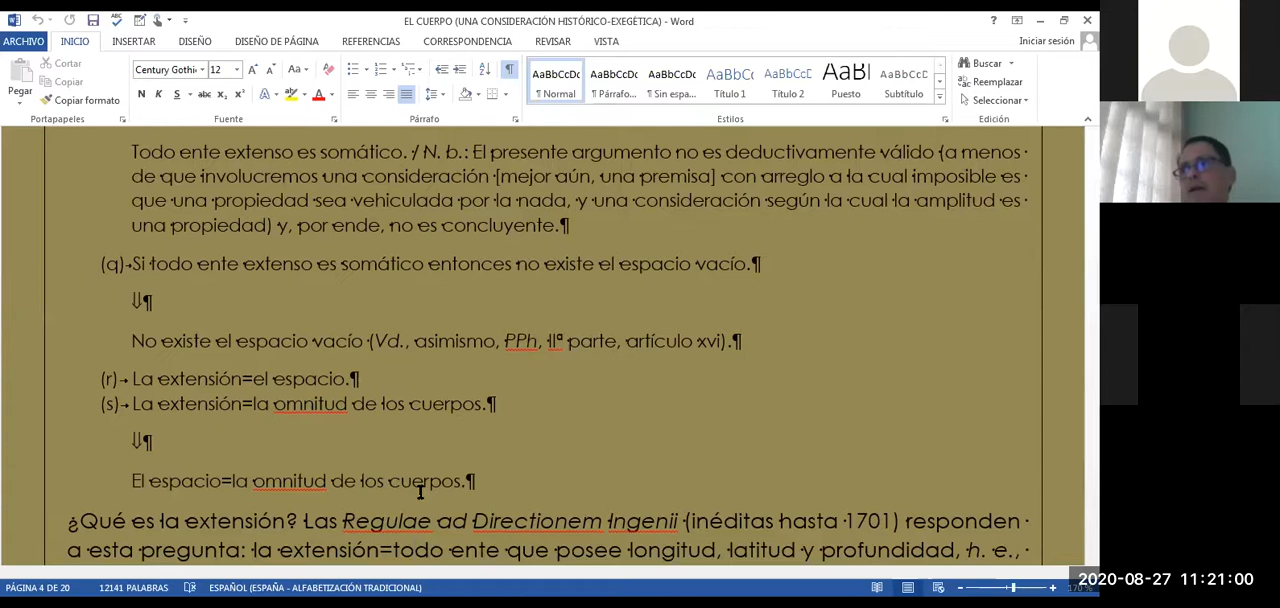 EL CUERPO (UNA CONSIDERACIÓN HISTÓRICO-EXEGÉTICA) - Word
ARCHIVO INICIO INSERTAR DISEÑO DISEÑO DE PÁGINA REFERENCIAS CORRESPONDENCIA REVISAR VISTA Iniciar sesión
Cortar
Copiar
Copiar formato
Pegar
Portapapeles
Century Gothi 12
N K S abc x₂ x²
Fuente
Párrafo
AaBbCcDc AaBbCcDc AaBbCcDc AaBbCc AaBbCcD AaBl AaBbCcD
¶ Normal ¶ Párrafo... ¶ Sin espa... Título 1 Título 2 Puesto Subtítulo
Estilos
Buscar
Reemplazar
Seleccionar
Edición
Todo ente extenso es somático. / N. b.: El presente argumento no es deductivamente válido (a menos
de que involucremos una consideración [mejor aún, una premisa] con arreglo a la cual imposible es
que una propiedad sea vehiculada por la nada, y una consideración según la cual la amplitud es
una propiedad) y, por ende, no es concluyente.¶
(q)→Si todo ente extenso es somático entonces no existe el espacio vacío.¶
⇓¶
No existe el espacio vacío (Vd., asimismo, PPh, IIª parte, artículo xvi).¶
(r)→ La extensión=el espacio.¶
(s)→ La extensión=la omnitud de los cuerpos.¶
⇓¶
El espacio=la omnitud de los cuerpos.¶
¿Qué es la extensión? Las Regulae ad Directionem Ingenii (inéditas hasta 1701) responden
a esta pregunta: la extensión=todo ente que posee longitud, latitud y profundidad, h. e.,
PÁGINA 4 DE 20 12141 PALABRAS ESPAÑOL (ESPAÑA - ALFABETIZACIÓN TRADICIONAL) 170 %
2020-08-27 11:21:00